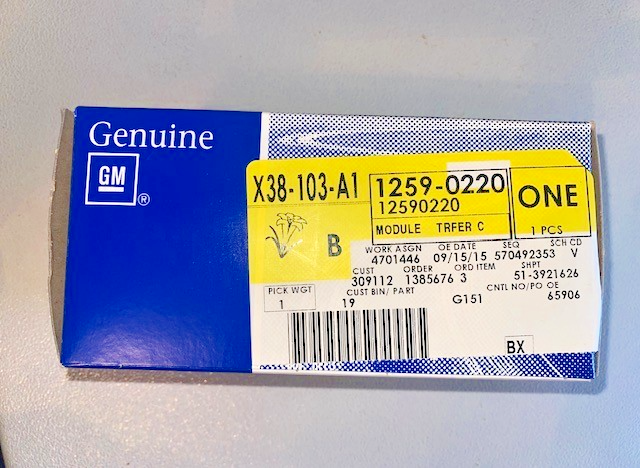 Genuine
GM
®
X38-103-A1
1259-0220
12590220
MODULE TRFER C
ONE
1 PCS
B
WORK ASGN OE DATE SEQ SCH CD
4701446 09/15/15 570492353 V
CUST ORDER ORD ITEM SHPT
309112 1385676 3 51-3921626
PICK WGT CUST BIN/ PART CNTL NO/PO OE
1 19 G151 65906
BX